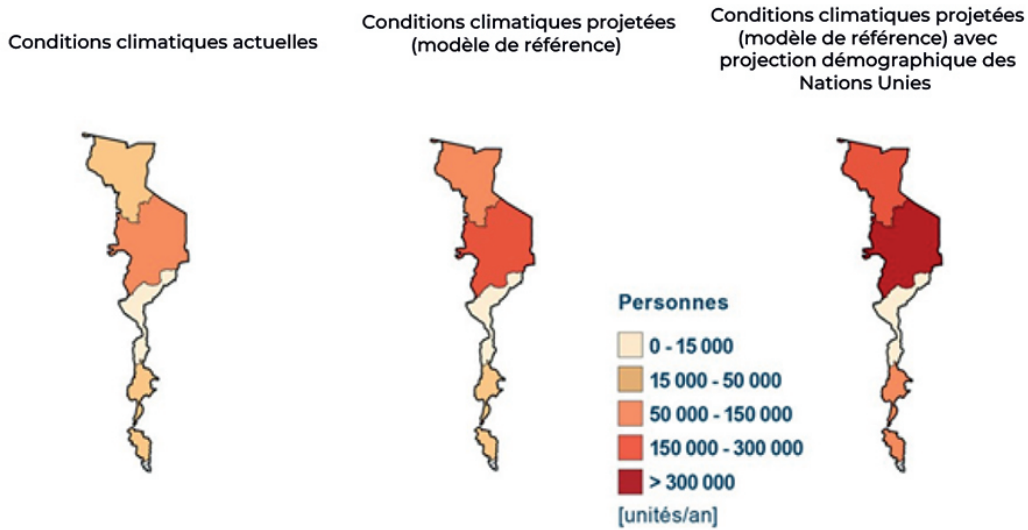 Conditions climatiques actuelles
Conditions climatiques projetées
(modèle de référence)
Conditions climatiques projetées
(modèle de référence) avec
projection démographique des
Nations Unies
Personnes
0 - 15 000
15 000 - 50 000
50 000 - 150 000
150 000 - 300 000
> 300 000
[unités/an]